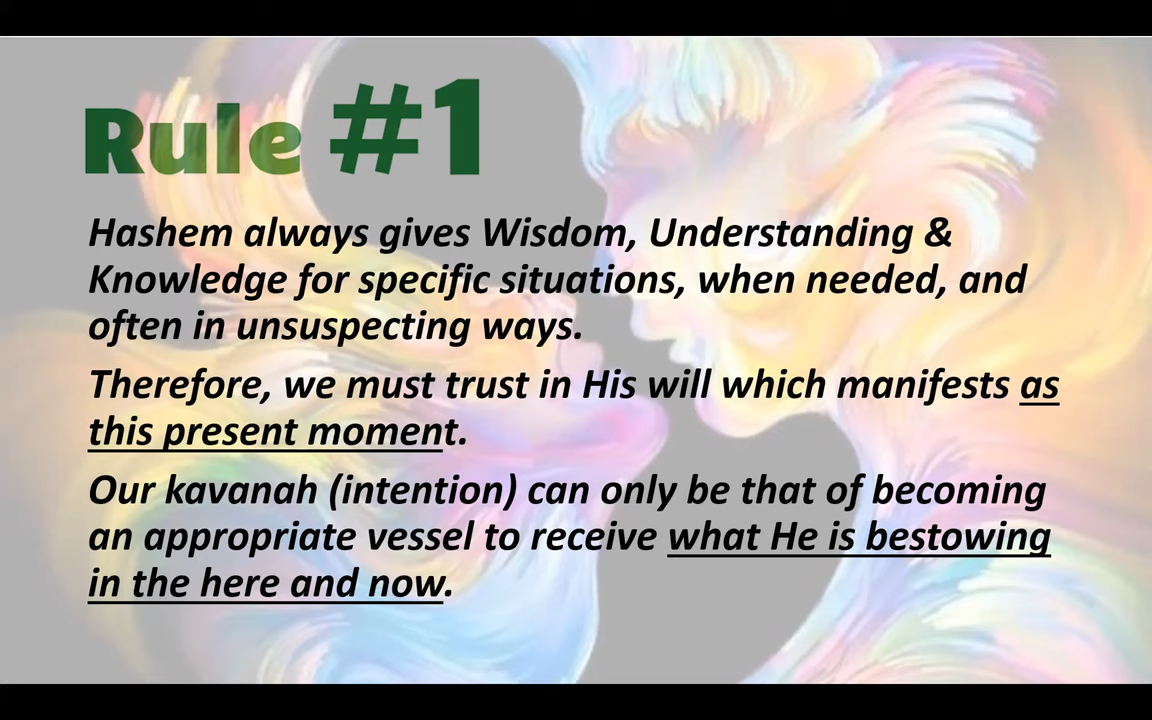 Rule #1
Hashem always gives Wisdom, Understanding &
Knowledge for specific situations, when needed, and
often in unsuspecting ways.
Therefore, we must trust in His will which manifests as
this present moment.
Our kavanah (intention) can only be that of becoming
an appropriate vessel to receive what He is bestowing
in the here and now.